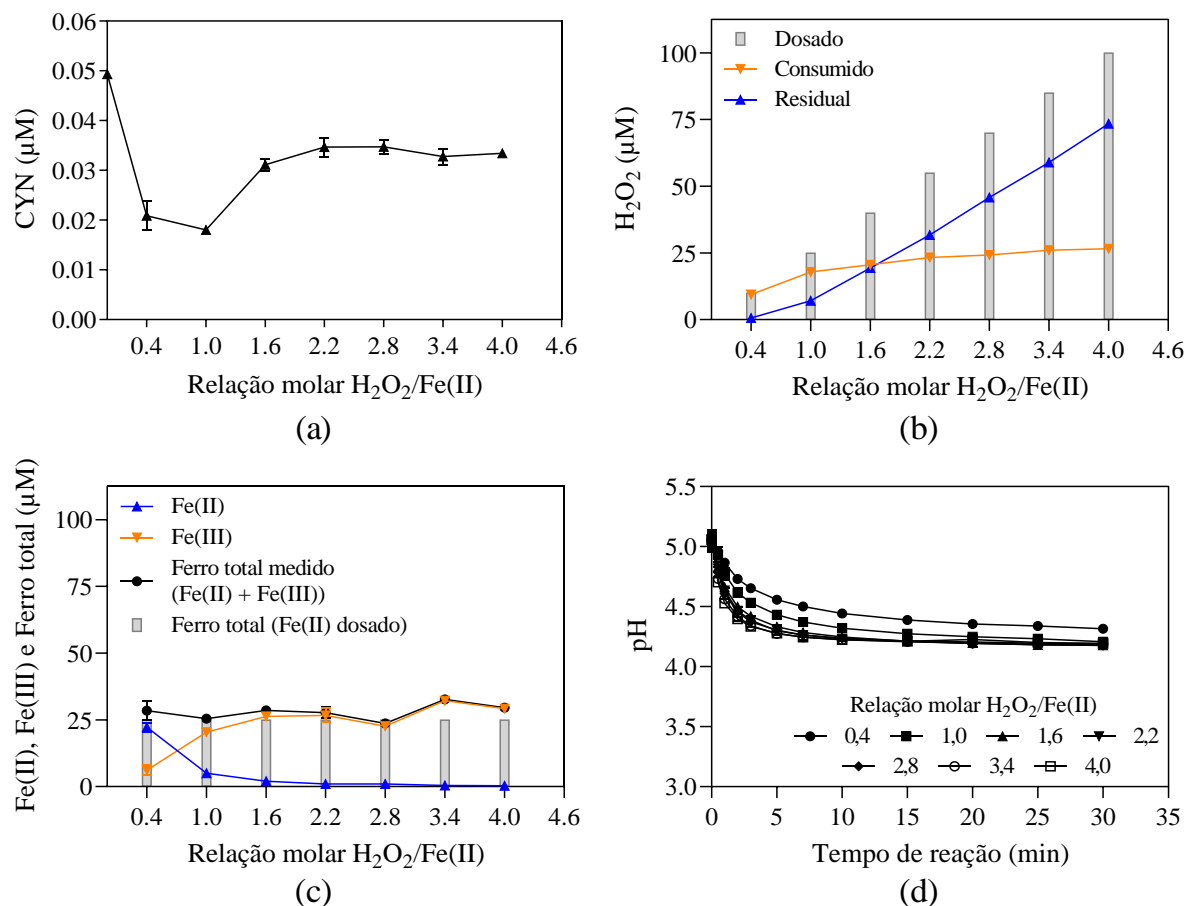 0.06
0.05
0.04
0.03
0.02
0.01
0.00
CYN (µM)
0.4 1.0 1.6 2.2 2.8 3.4 4.0 4.6
Relação molar H₂O₂/Fe(II)
(a)
Dosado
Consumido
Residual
100
75
50
25
0
H₂O₂ (µM)
0.4 1.0 1.6 2.2 2.8 3.4 4.0 4.6
Relação molar H₂O₂/Fe(II)
(b)
Fe(II)
Fe(III)
Ferro total medido
(Fe(II) + Fe(III))
Ferro total (Fe(II) dosado)
100
75
50
25
0
Fe(II), Fe(III) e Ferro total (µM)
0.4 1.0 1.6 2.2 2.8 3.4 4.0 4.6
Relação molar H₂O₂/Fe(II)
(c)
5.5
5.0
4.5
4.0
3.5
3.0
pH
Relação molar H₂O₂/Fe(II)
0,4 1,0 1,6 2,2
2,8 3,4 4,0
0 5 10 15 20 25 30 35
Tempo de reação (min)
(d)